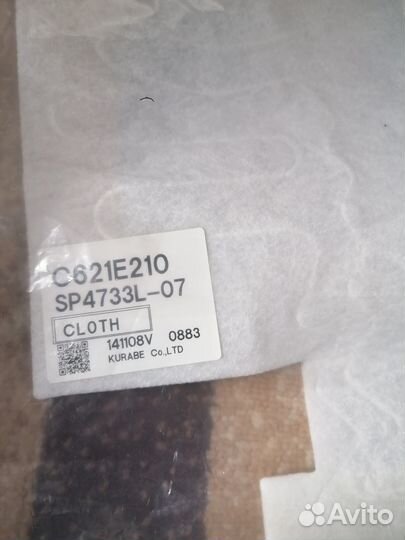 C621E210
SP4733L-07
CLOTH
141108V 0883
KURABE Co.,LTD
Avito